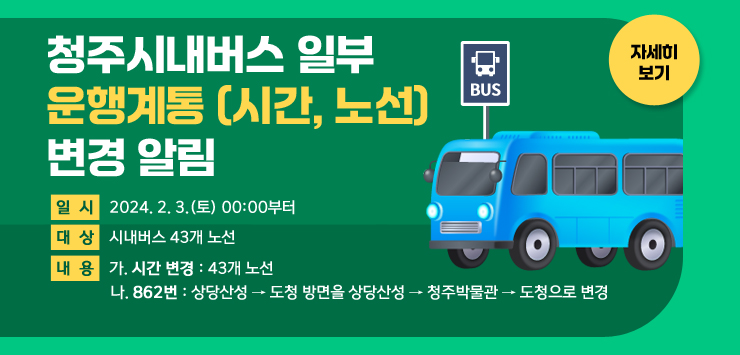 청주시내버스 일부
운행계통 (시간, 노선)
변경 알림
자세히
보기
BUS
일 시 2024. 2. 3.(토) 00:00부터
대 상 시내버스 43개 노선
내 용 가. 시간 변경 : 43개 노선
나. 862번 : 상당산성 → 도청 방면을 상당산성 → 청주박물관 → 도청으로 변경